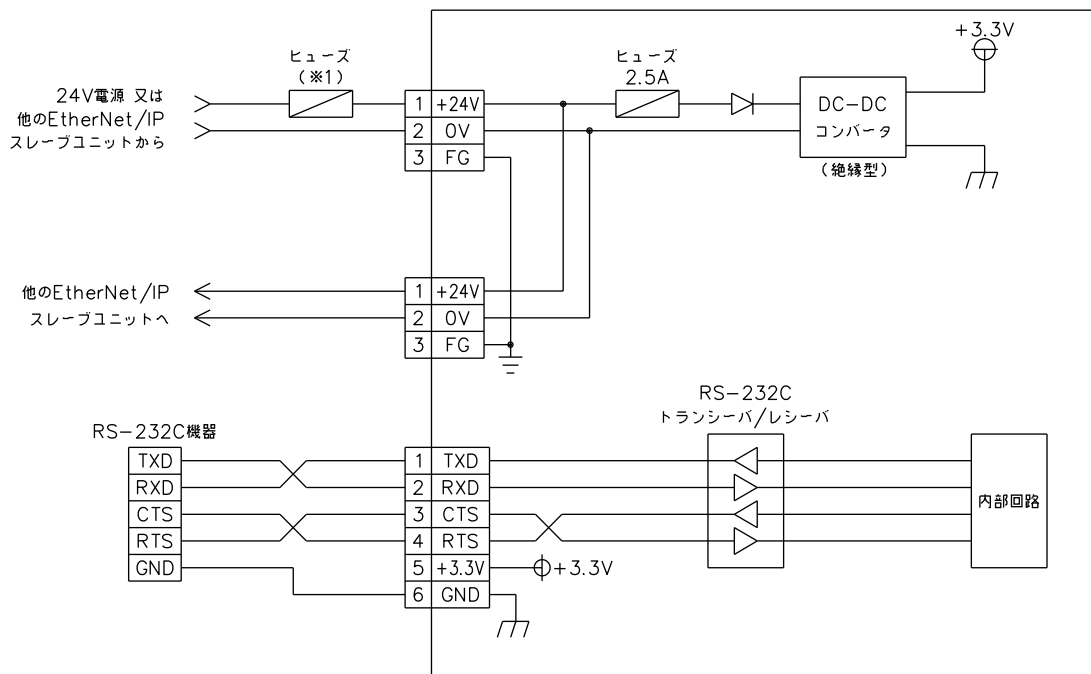 +3.3V
ヒューズ
(※1)
ヒューズ
2.5A
24V電源 又は
他のEtherNet/IP
スレーブユニットから
1 +24V
2 0V
3 FG
DC-DC
コンバータ
(絶縁型)
他のEtherNet/IP
スレーブユニットへ
1 +24V
2 0V
3 FG
RS-232C
トランシーバ/レシーバ
RS-232C機器
TXD
RXD
CTS
RTS
GND
1 TXD
2 RXD
3 CTS
4 RTS
5 +3.3V
6 GND
+3.3V
内部回路